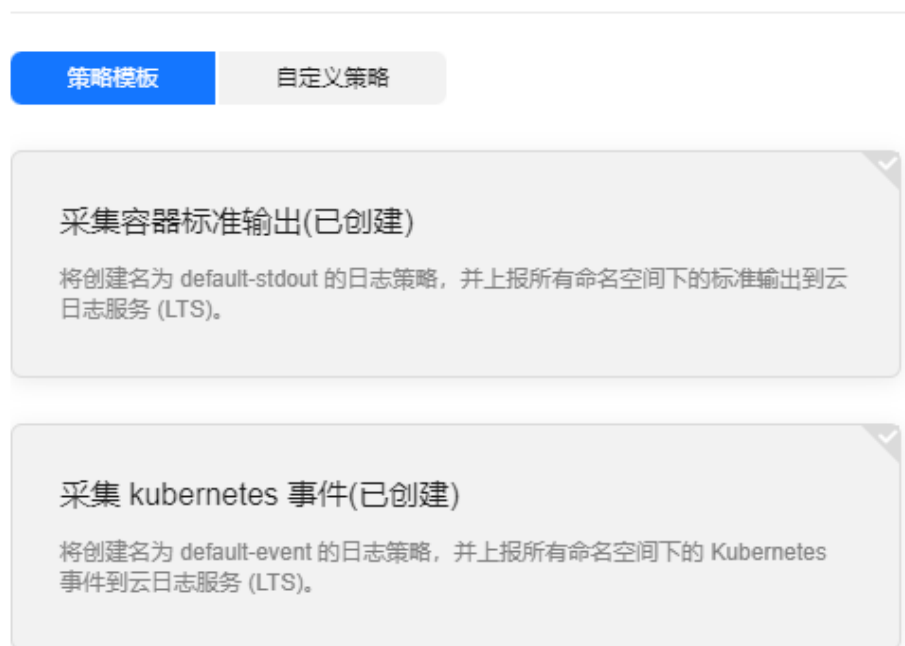 策略模板
自定义策略
采集容器标准输出(已创建)
将创建名为 default-stdout 的日志策略，并上报所有命名空间下的标准输出到云
日志服务 (LTS)。
采集 kubernetes 事件(已创建)
将创建名为 default-event 的日志策略，并上报所有命名空间下的 Kubernetes
事件到云日志服务 (LTS)。